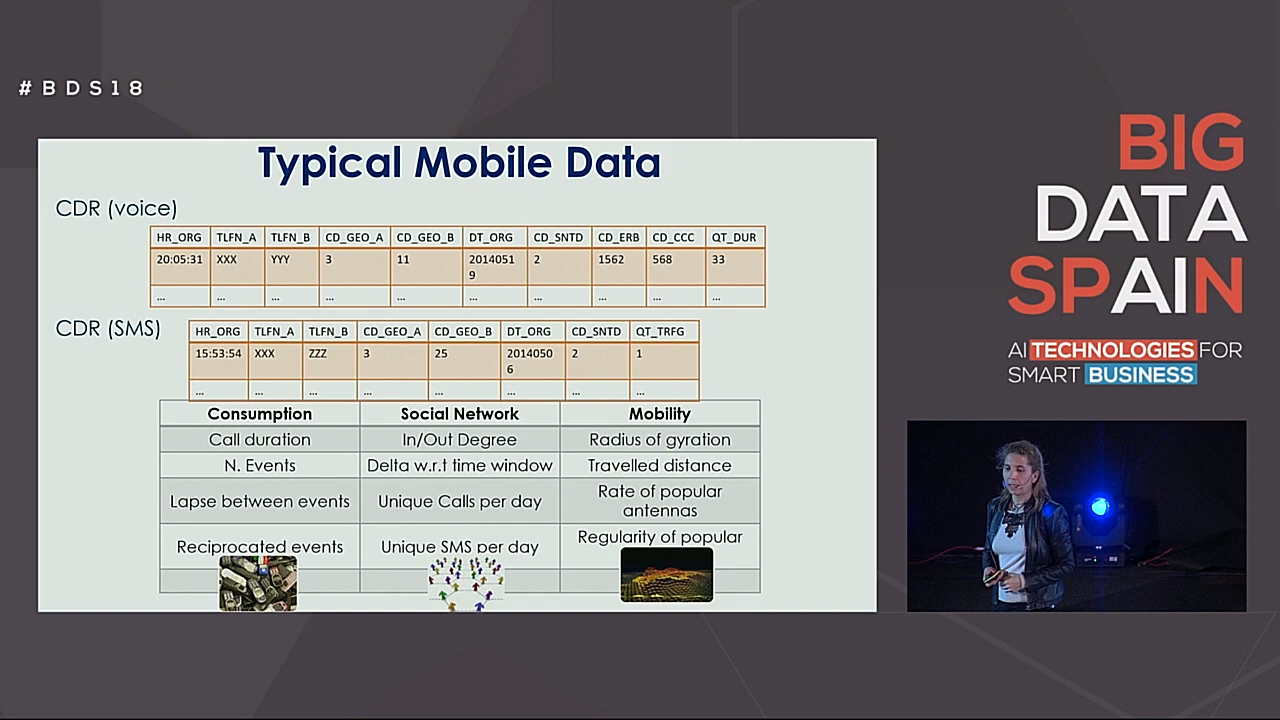 #BDS18
BIG
DATA
SPAIN
AI TECHNOLOGIES FOR
SMART BUSINESS
Typical Mobile Data
CDR (voice)
HR_ORG TLFN_A TLFN_B CD_GEO_A CD_GEO_B DT_ORG CD_SNTD CD_ERB CD_CCC QT_DUR
20:05:31 XXX YYY 3 11 2014051 2 1562 568 33
9
... ... ... ... ... ... ... ... ... ...
CDR (SMS)
HR_ORG TLFN_A TLFN_B CD_GEO_A CD_GEO_B DT_ORG CD_SNTD QT_TRFG
15:53:54 XXX ZZZ 3 25 2014050 2 1
6
... ... ... ... ... ... ... ...
Consumption Social Network Mobility
Call duration In/Out Degree Radius of gyration
N. Events Delta w.r.t time window Travelled distance
Lapse between events Unique Calls per day Rate of popular
antennas
Reciprocated events Unique SMS per day Regularity of popular